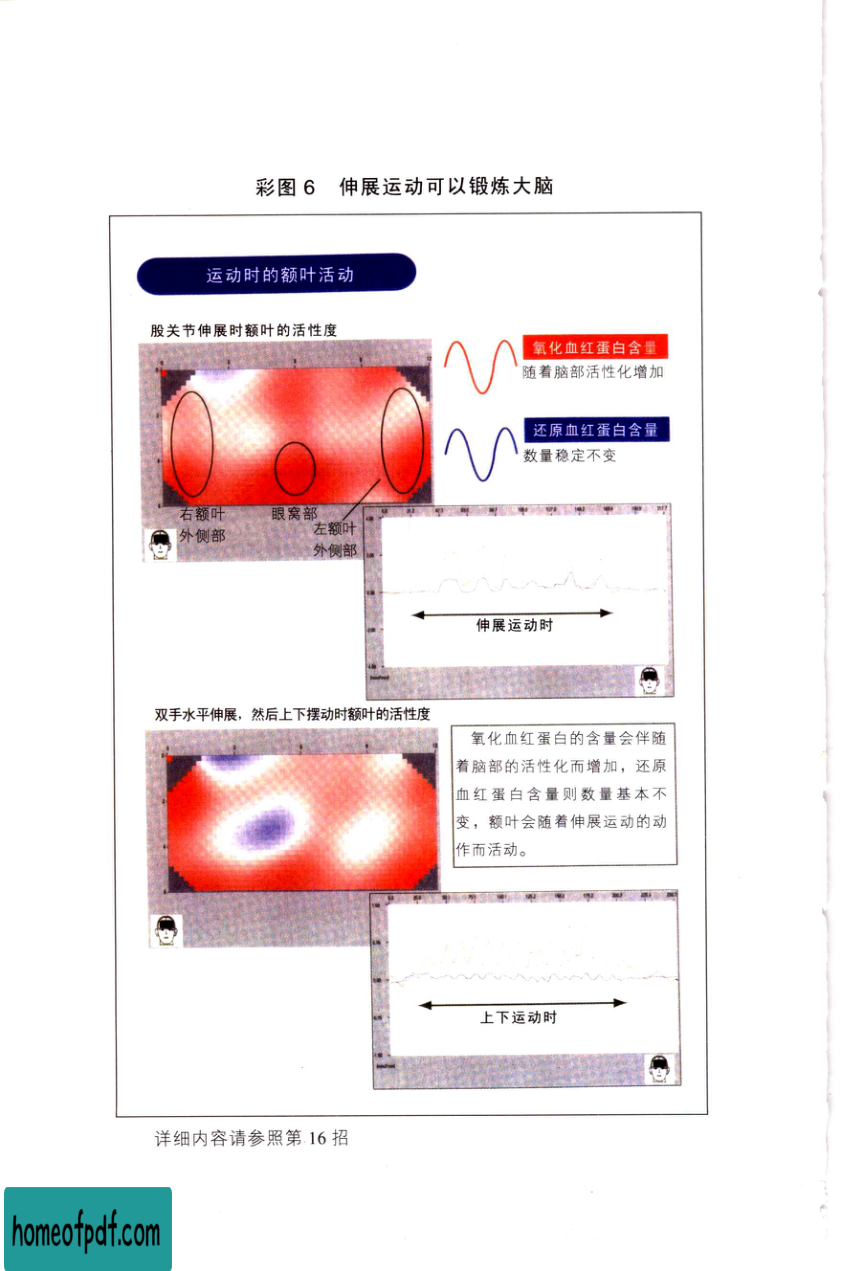 彩图 6 伸展运动可以锻炼大脑
运动时的额叶活动
股关节伸展时额叶的活性度
氧化血红蛋白含量
随着脑部活性化增加
还原血红蛋白含量
数量稳定不变
右额叶
外侧部
眼窝部
左额叶
外侧部
伸展运动时
双手水平伸展，然后上下摆动时额叶的活性度
氧化血红蛋白的含量会伴随
着脑部的活性化而增加，还原
血红蛋白含量则数量基本不
变，额叶会随着伸展运动的动
作而活动。
上下运动时
详细内容请参照第 16 招
homeofpdf.com